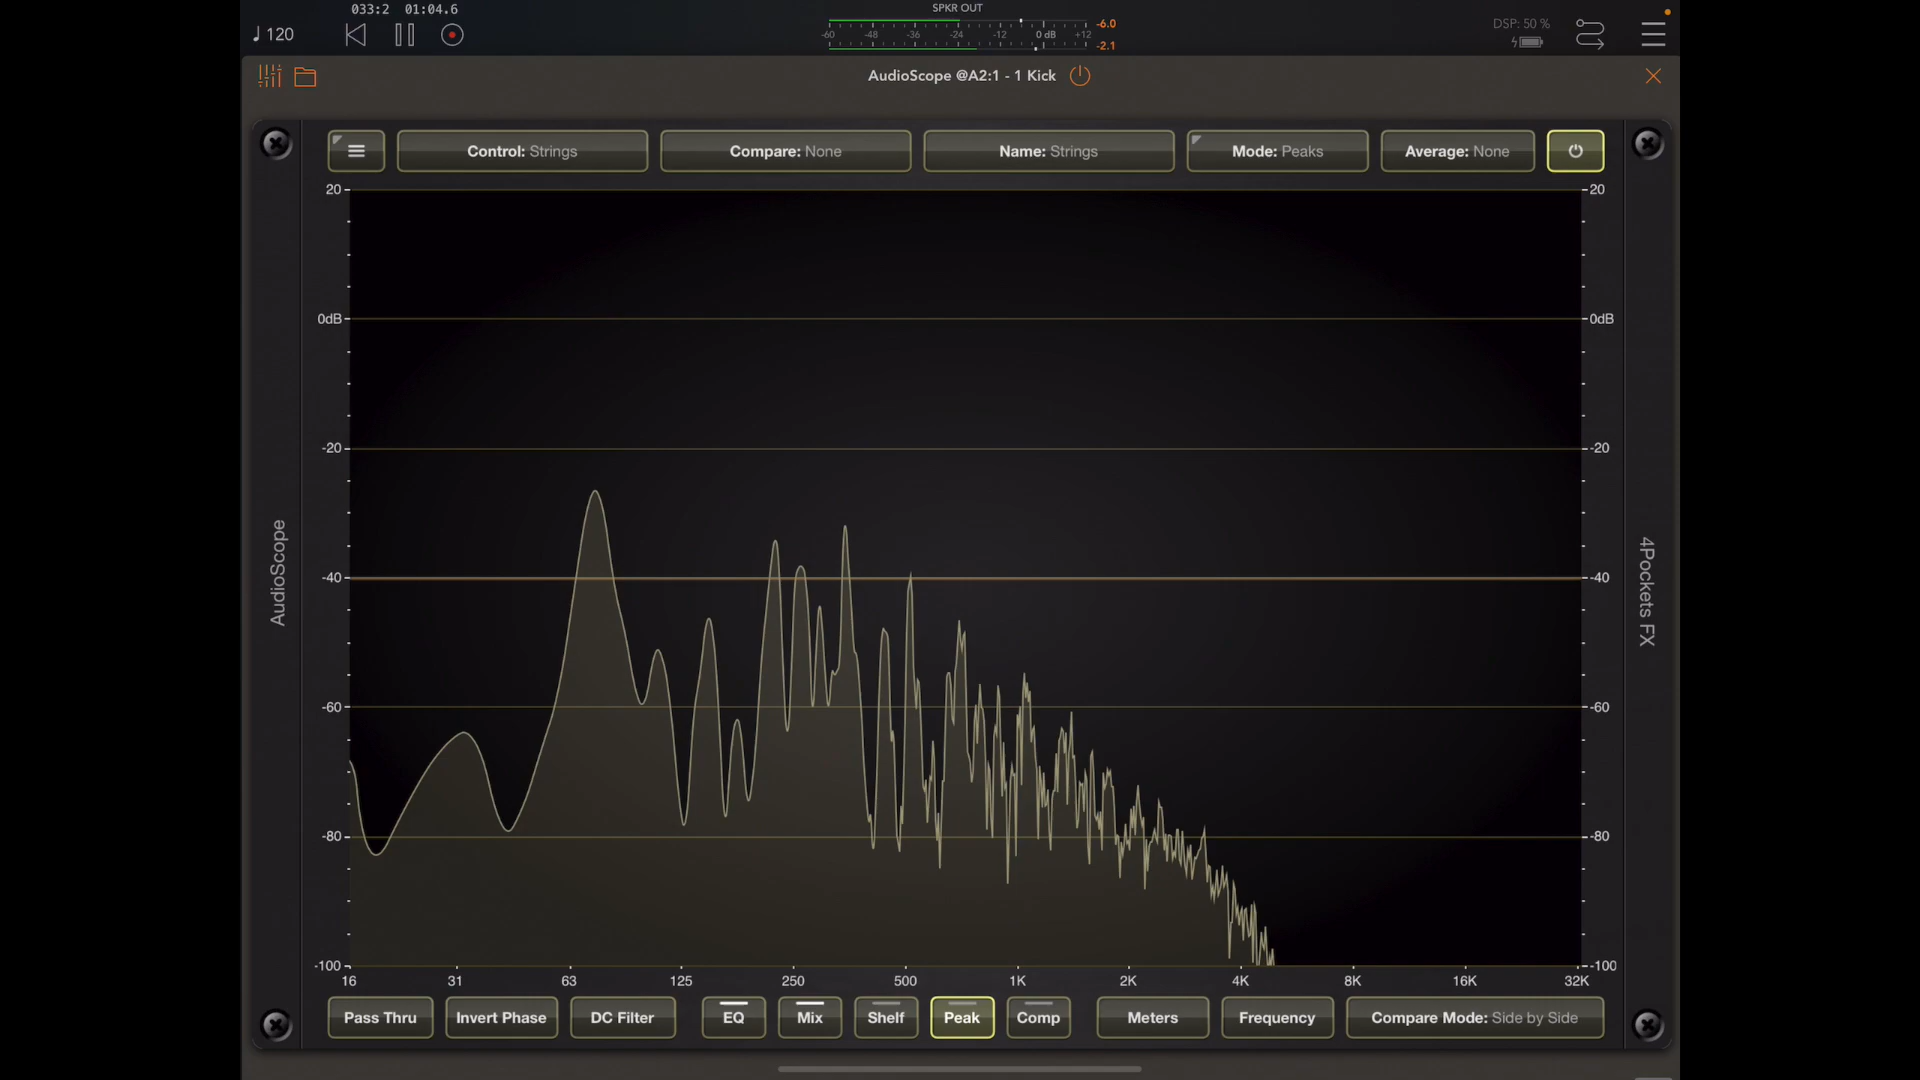 033:2 01:04.6
♩120
SPKR OUT
-60 -48 -36 -24 -12 0 dB +12
-6.0
-2.1
DSP: 50 %
AudioScope @A2:1 - 1 Kick
Control: Strings
Compare: None
Name: Strings
Mode: Peaks
Average: None
20 20
0dB 0dB
-20 -20
-40 -40
-60 -60
-80 -80
-100 -100
AudioScope
4Pockets FX
16 31 63 125 250 500 1K 2K 4K 8K 16K 32K
Pass Thru
Invert Phase
DC Filter
EQ
Mix
Shelf
Peak
Comp
Meters
Frequency
Compare Mode: Side by Side